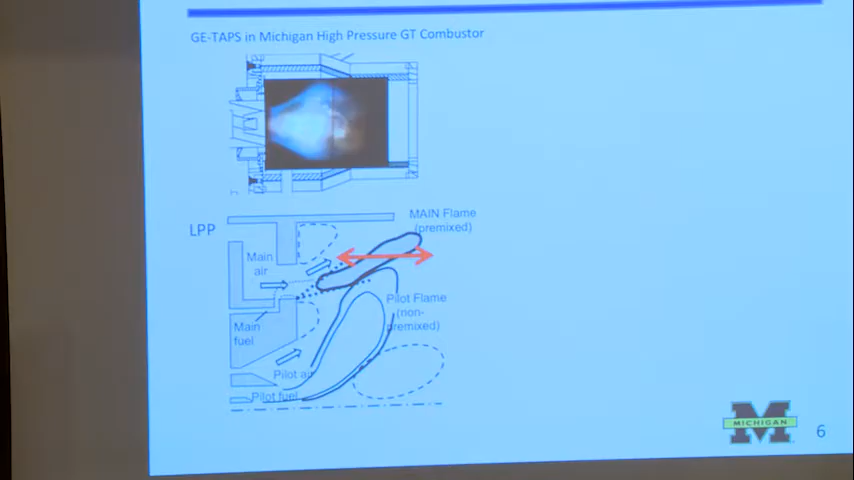 GE-TAPS in Michigan High Pressure GT Combustor
LPP
MAIN Flame
(premixed)
Main
air
Pilot Flame
(non-
premixed)
Main
fuel
Pilot air
Pilot fuel
M
MICHIGAN
6